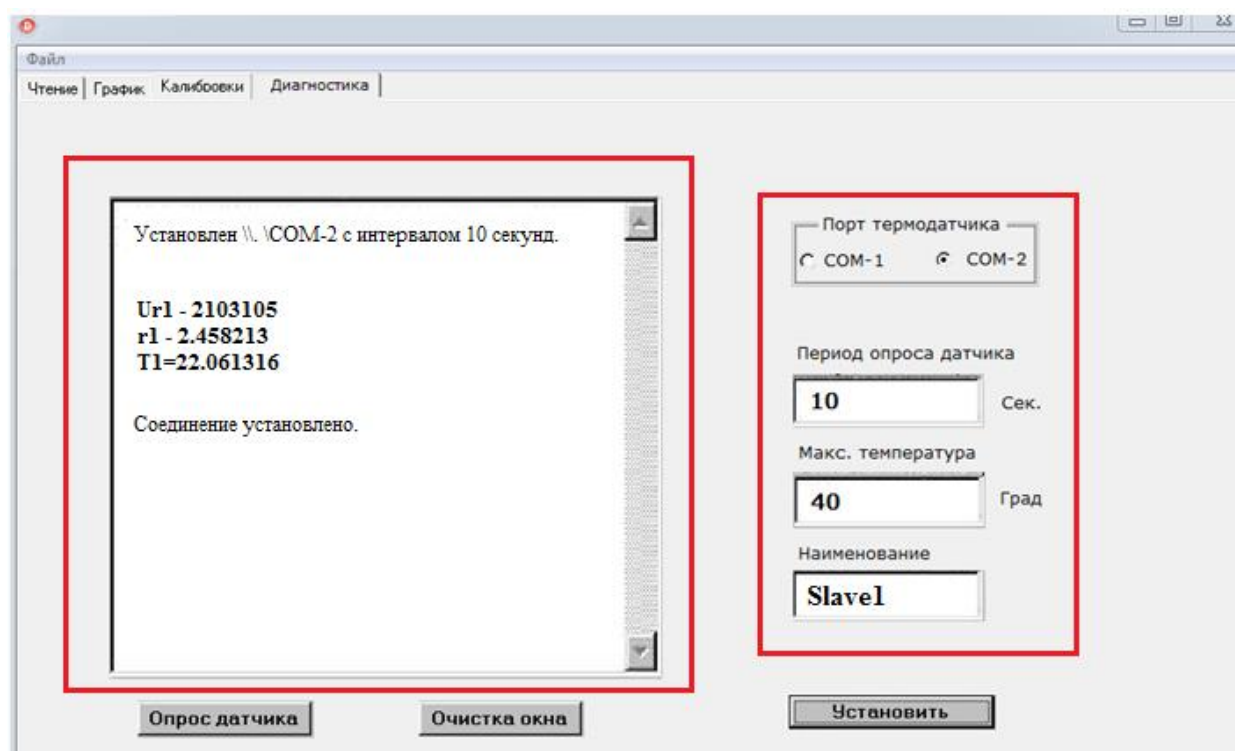 Файл
Чтение График Калибровки Диагностика
Установлен \\. \COM-2 с интервалом 10 секунд.
Ur1 - 2103105
r1 - 2.458213
T1=22.061316
Соединение установлено.
Порт термодатчика
COM-1 COM-2
Период опроса датчика
10 Сек.
Макс. температура
40 Град
Наименование
Slave1
Опрос датчика Очистка окна Установить